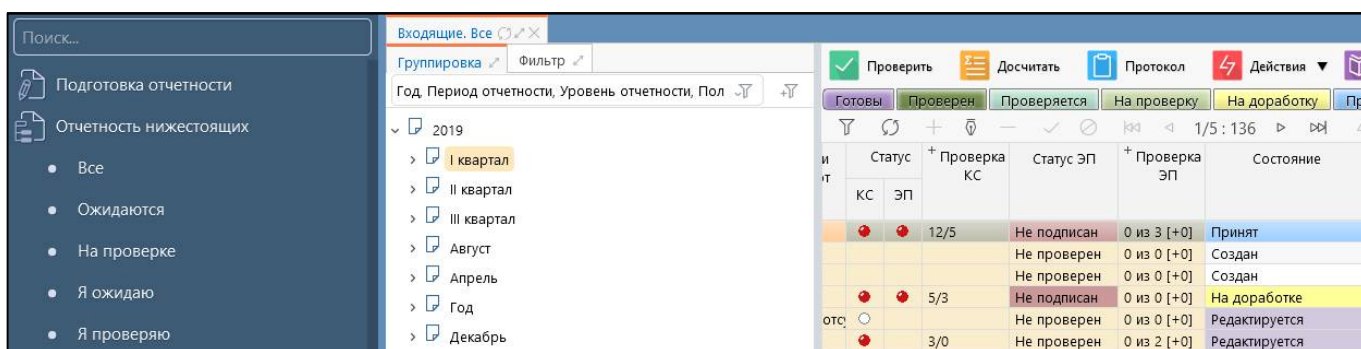 Поиск...
Подготовка отчетности
Отчетность нижестоящих
Все
Ожидаются
На проверке
Я ожидаю
Я проверяю
Входящие. Все
Группировка
Фильтр
Год, Период отчетности, Уровень отчетности, Пол
2019
I квартал
II квартал
III квартал
Август
Апрель
Год
Декабрь
Проверить Досчитать Протокол Действия
Готовы Проверен Проверяется На проверку На доработку
1/5 : 136
Статус Проверка КС Статус ЭП Проверка ЭП Состояние
КС ЭП
12/5 Не подписан 0 из 3 [+0] Принят
Не проверен 0 из 0 [+0] Создан
Не проверен 0 из 0 [+0] Создан
5/3 Не подписан 0 из 0 [+0] На доработке
Не проверен 0 из 0 [+0] Редактируется
3/0 Не проверен 0 из 2 [+0] Редактируется